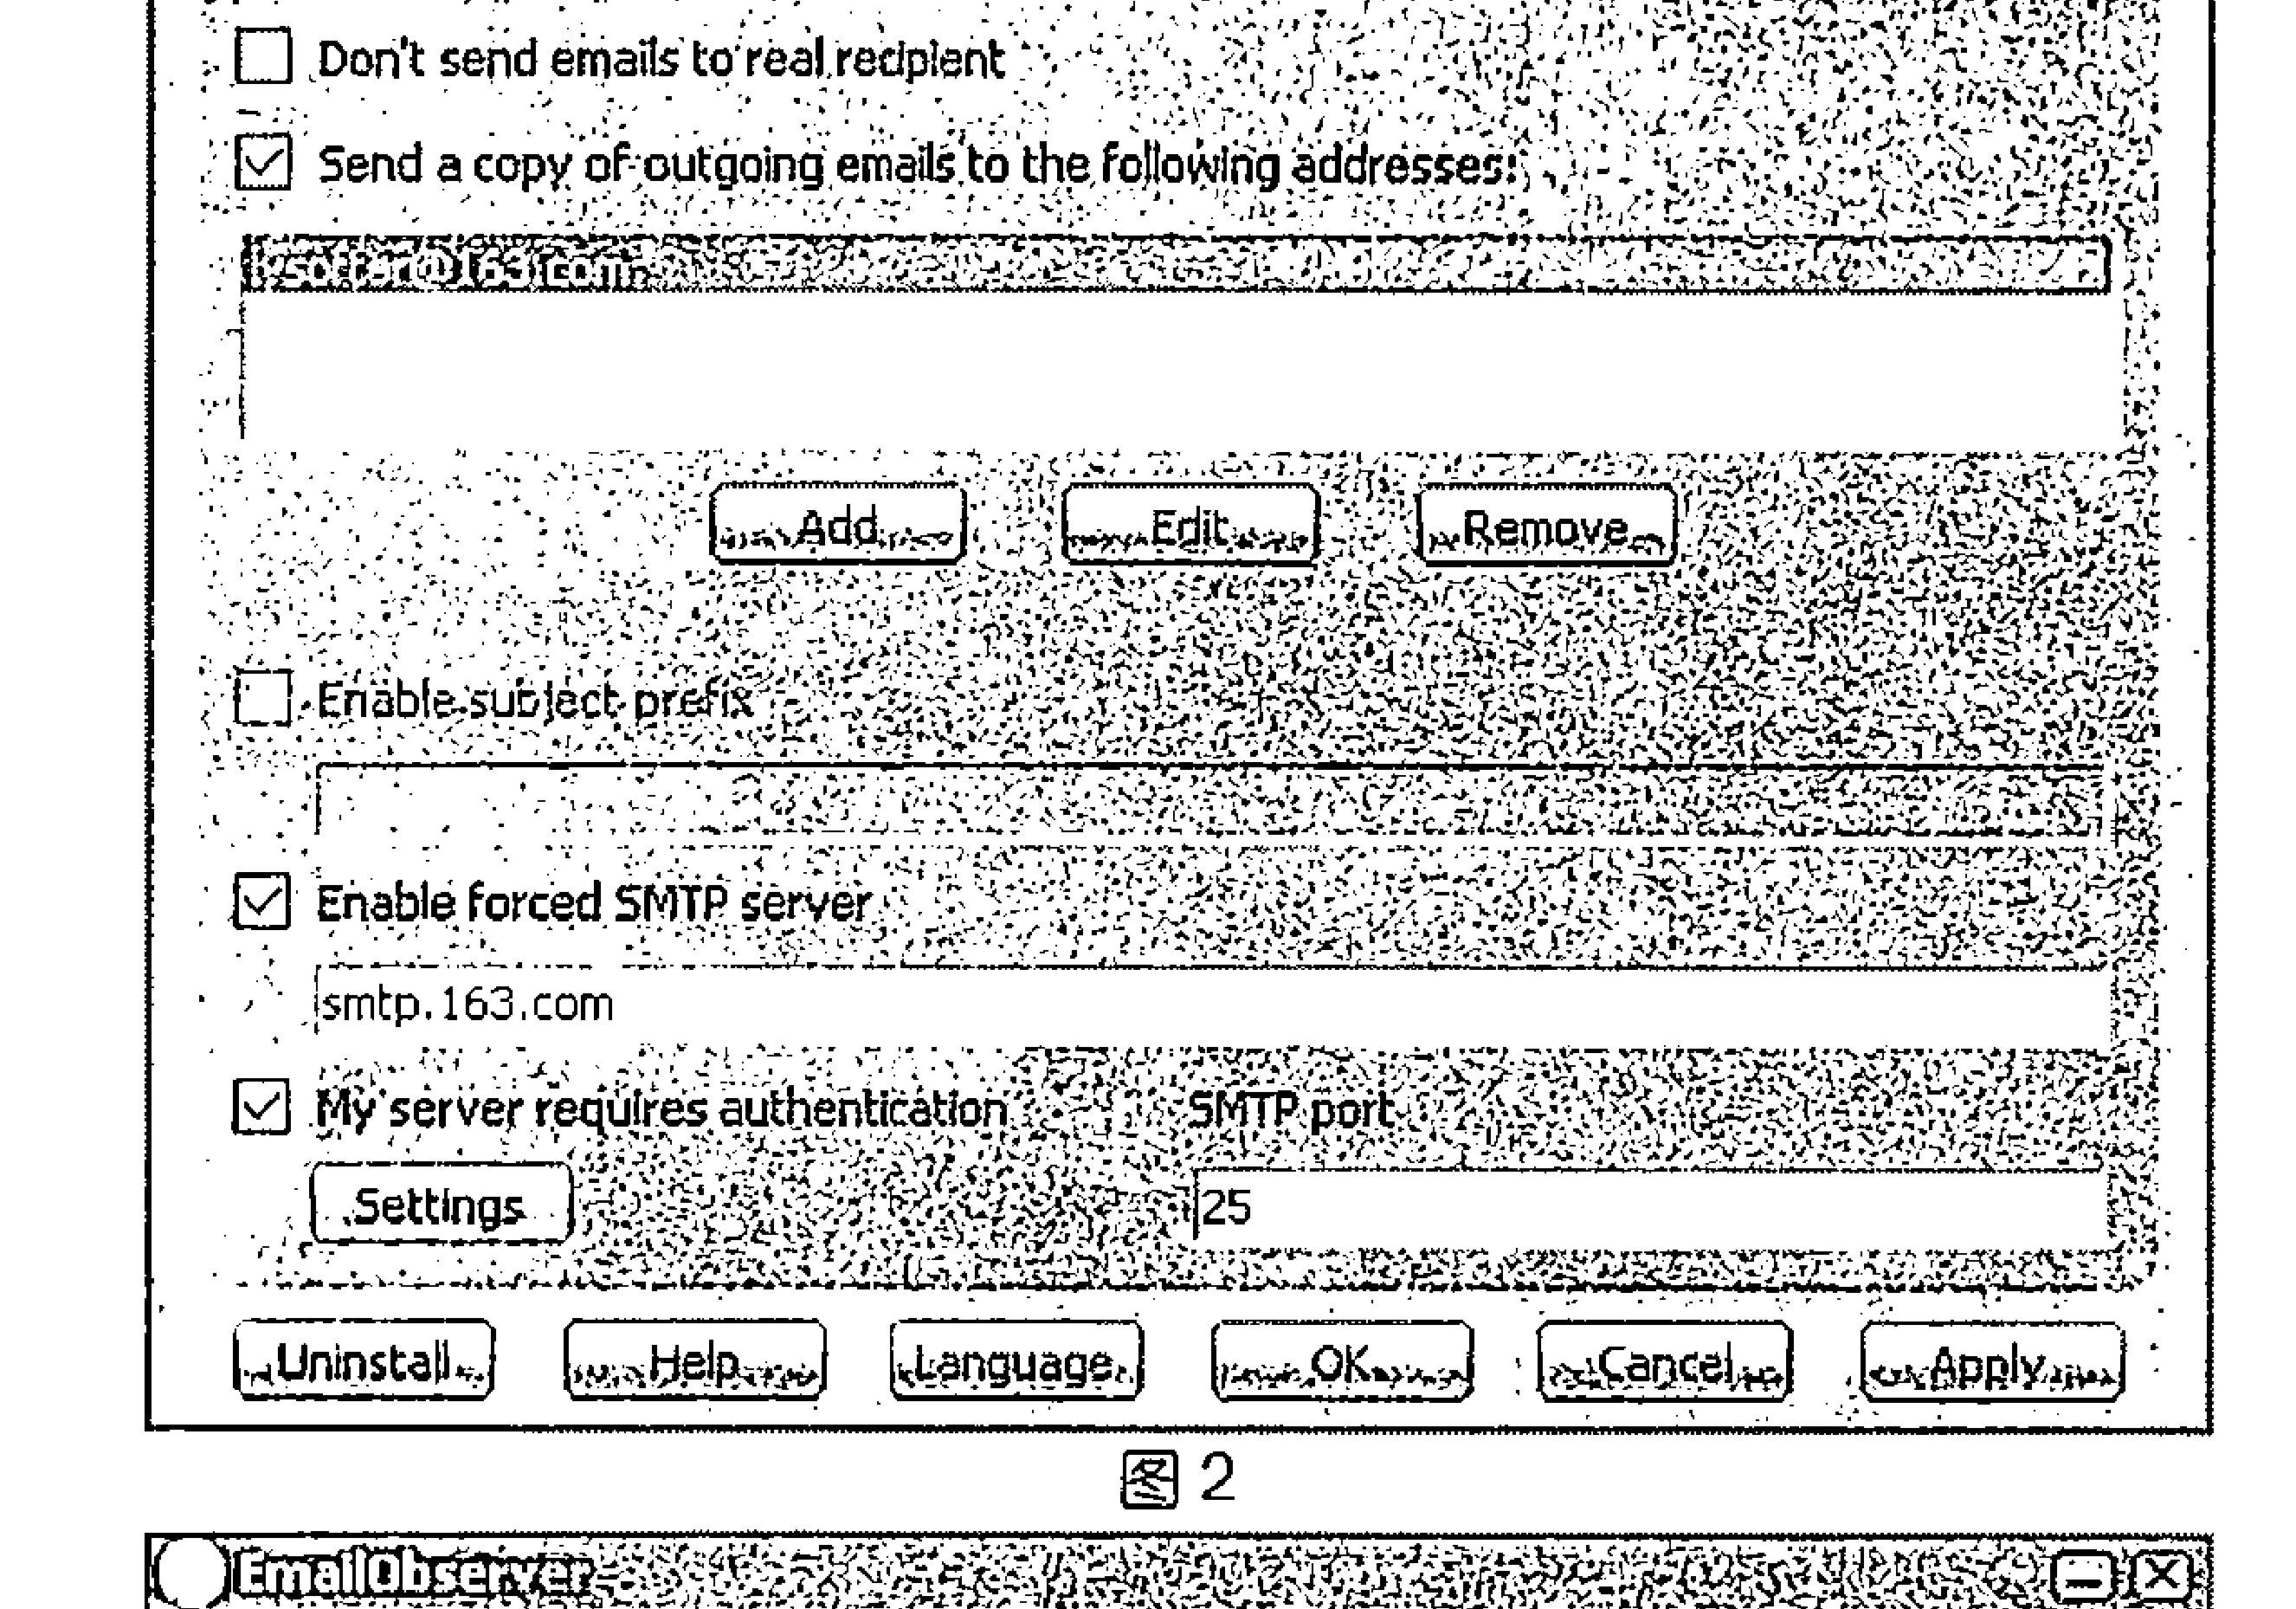 Don't send emails to real recipient
Send a copy of outgoing emails to the following addresses:
Add Edit Remove
Enable subject prefix
Enable forced SMTP server
smtp.163.com
My server requires authentication SMTP port
Settings 25
Uninstall Help Language OK Cancel Apply
图 2
EmailObserver